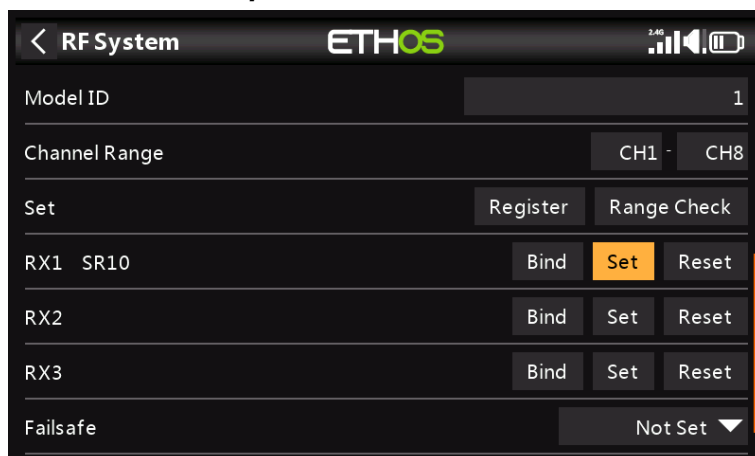 RF System ETHOS 2.4G
Model ID 1
Channel Range CH1 - CH8
Set Register Range Check
RX1 SR10 Bind Set Reset
RX2 Bind Set Reset
RX3 Bind Set Reset
Failsafe Not Set